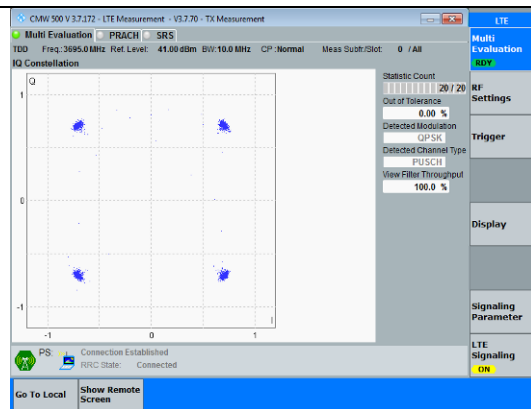 CMW 500 V 3.7.172 - LTE Measurement - V3.7.70 - TX Measurement
LTE
Multi Evaluation PRACH SRS
Multi Evaluation
RDY
TDD Freq.:3695.0 MHz Ref. Level: 41.00 dBm BW:10.0 MHz CP :Normal Meas Subfr/Slot: 0 / All
IQ Constellation
Q
1
0
-1
-1 0 1
I
Statistic Count
20 / 20
Out of Tolerance
0.00 %
Detected Modulation
QPSK
Detected Channel Type
PUSCH
View Filter Throughput
100.0 %
RF
Settings
Trigger
Display
Signaling
Parameter
LTE
Signaling
ON
PS: Connection Established
RRC State: Connected
Go To Local
Show Remote
Screen